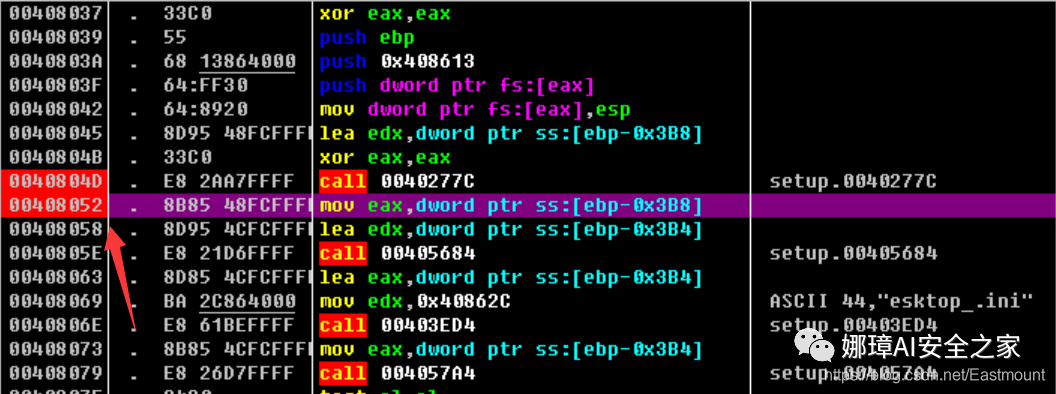 00408037 . 33C0 xor eax,eax
00408039 . 55 push ebp
0040803A . 68 13864000 push 0x408613
0040803F . 64:FF30 push dword ptr fs:[eax]
00408042 . 64:8920 mov dword ptr fs:[eax],esp
00408045 . 8D95 48FCFFFF lea edx,dword ptr ss:[ebp-0x3B8]
0040804B . 33C0 xor eax,eax
0040804D . E8 2AA7FFFF call 0040277C setup.0040277C
00408052 . 8B85 48FCFFFF mov eax,dword ptr ss:[ebp-0x3B8]
00408058 . 8D95 4CFCFFFF lea edx,dword ptr ss:[ebp-0x3B4]
0040805E . E8 21D6FFFF call 00405684 setup.00405684
00408063 . 8D85 4CFCFFFF lea eax,dword ptr ss:[ebp-0x3B4]
00408069 . BA 2C864000 mov edx,0x40862C ASCII 44,"esktop_.ini"
0040806E . E8 61BEFFFF call 00403ED4 setup.00403ED4
00408073 . 8B85 4CFCFFFF mov eax,dword ptr ss:[ebp-0x3B4]
00408079 . E8 26D7FFFF call 004057A4 setup.004057A4
娜璋AI安全之家
https://blog.csdn.net/Eastmount